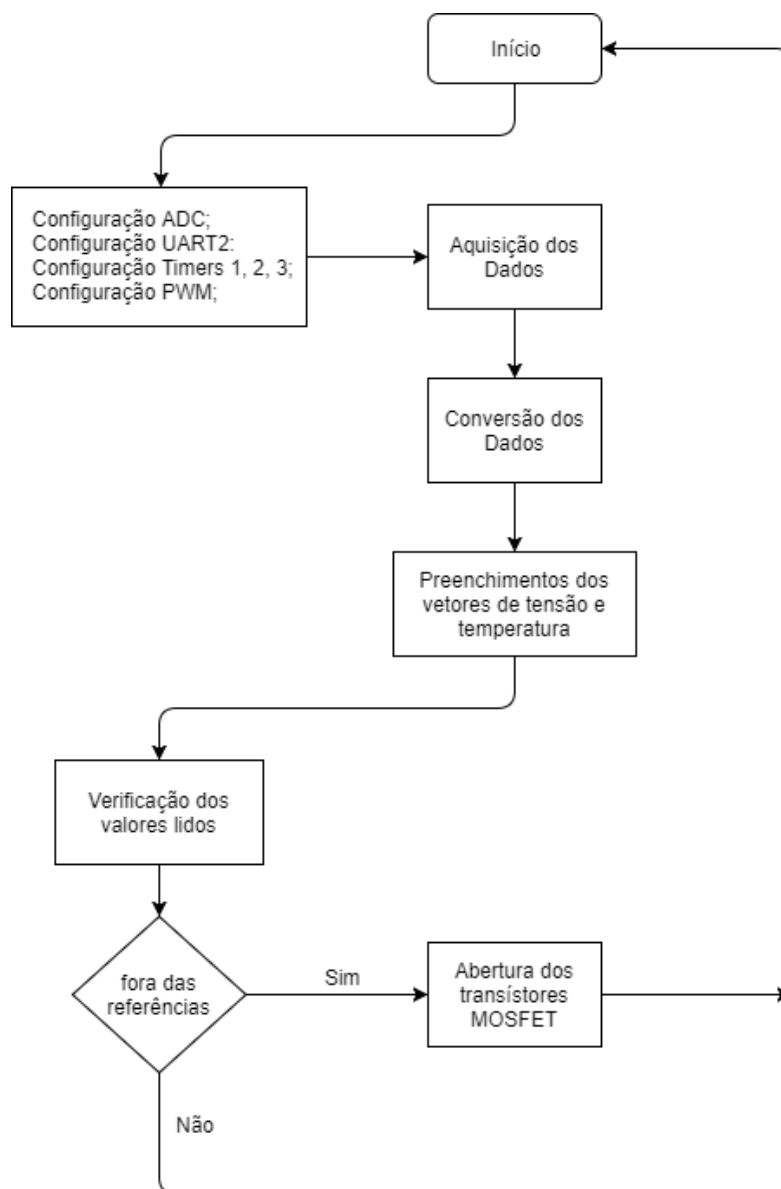 Início
Configuração ADC;
Configuração UART2:
Configuração Timers 1, 2, 3;
Configuração PWM;
Aquisição dos
Dados
Conversão dos
Dados
Preenchimentos dos
vetores de tensão e
temperatura
Verificação dos
valores lidos
fora das
referências
Sim
Abertura dos
transístores
MOSFET
Não